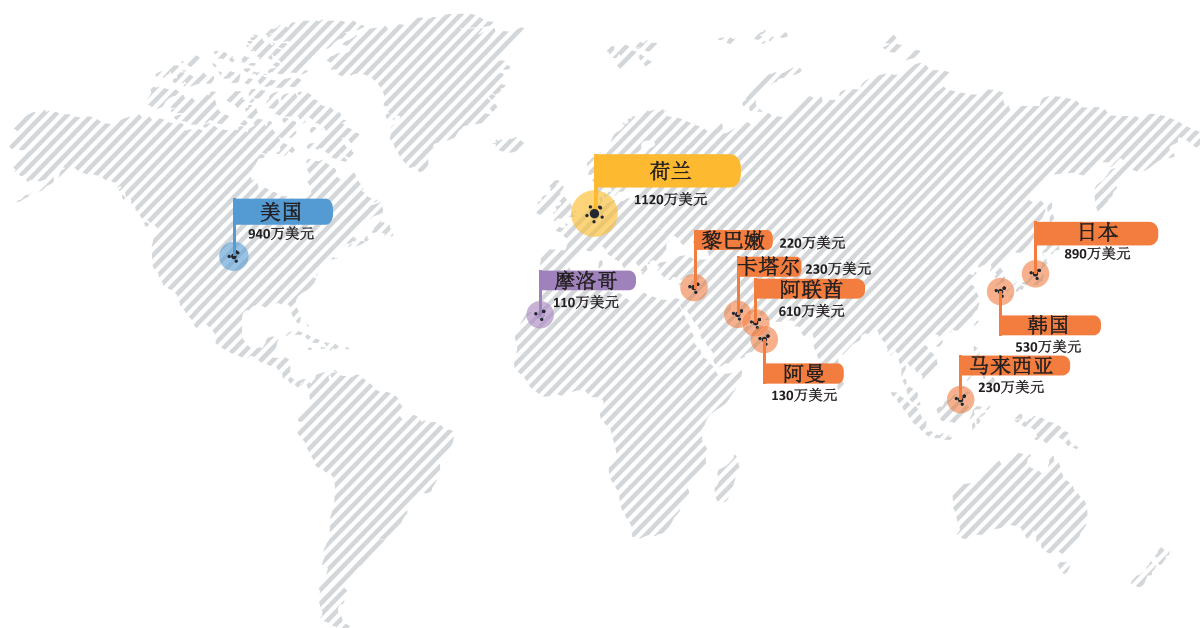 荷兰
1120万美元
美国
940万美元
日本
890万美元
黎巴嫩
220万美元
卡塔尔
230万美元
摩洛哥
110万美元
阿联酋
610万美元
韩国
530万美元
马来西亚
230万美元
阿曼
130万美元